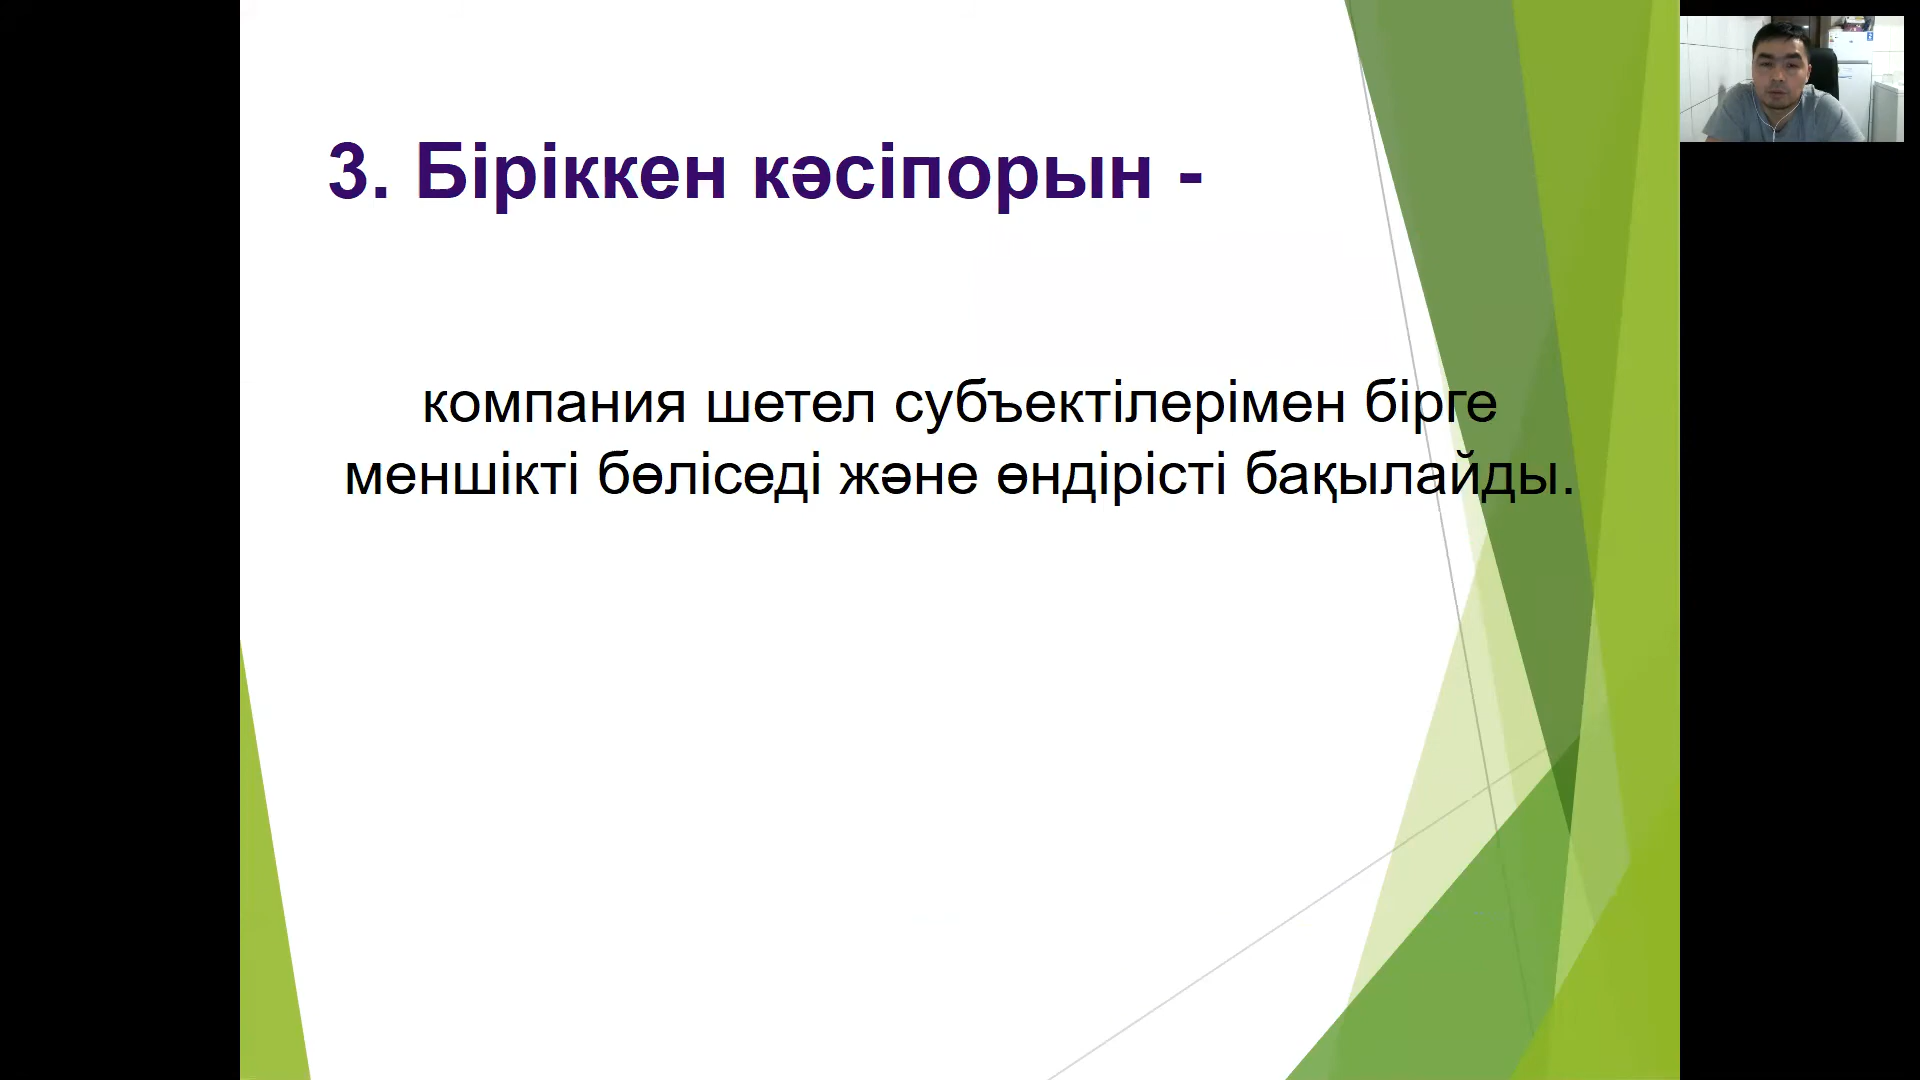 3. Біріккен кәсіпорын -
компания шетел субъектілерімен бірге
меншікті бөліседі және өндірісті бақылайды.